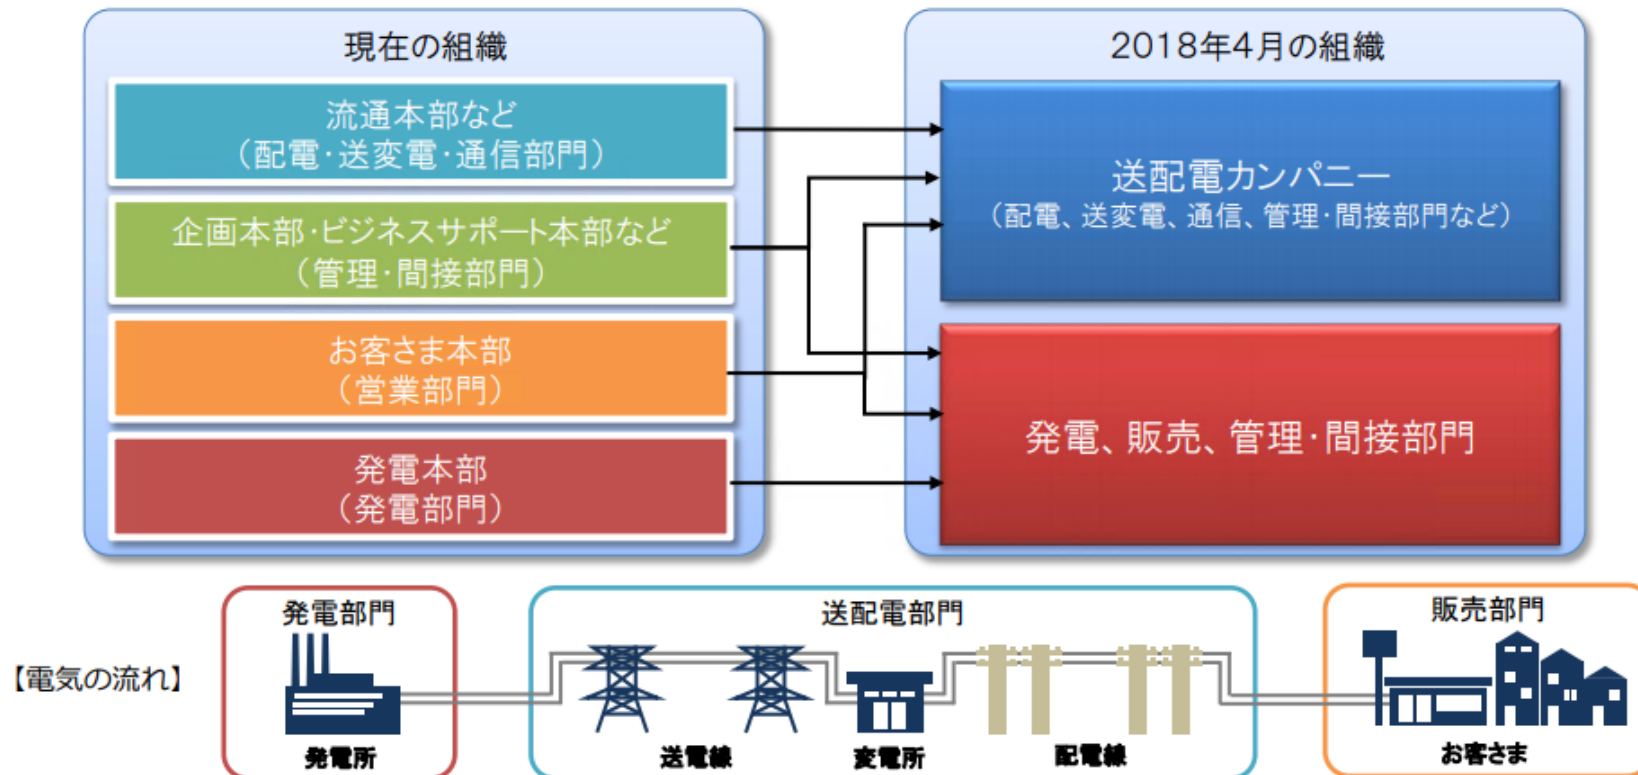 現在の組織
流通本部など
（配電・送変電・通信部門）
企画本部・ビジネスサポート本部など
（管理・間接部門）
お客さま本部
（営業部門）
発電本部
（発電部門）
2018年4月の組織
送配電カンパニー
（配電、送変電、通信、管理・間接部門など）
発電、販売、管理・間接部門
【電気の流れ】
発電部門
発電所
送配電部門
送電線
変電所
配電線
販売部門
お客さま